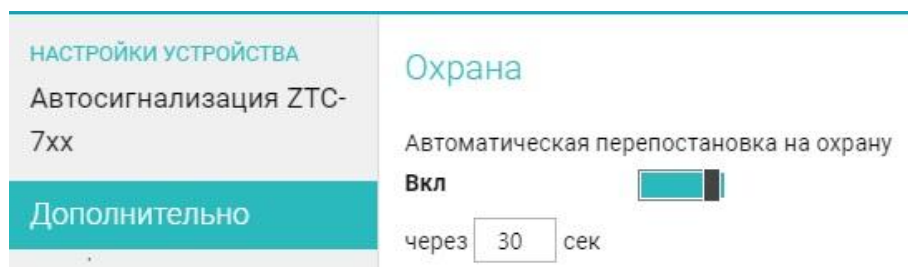 НАСТРОЙКИ УСТРОЙСТВА
Автосигнализация ZTC-
7xx
Дополнительно
Охрана
Автоматическая перепостановка на охрану
Вкл
через 30 сек